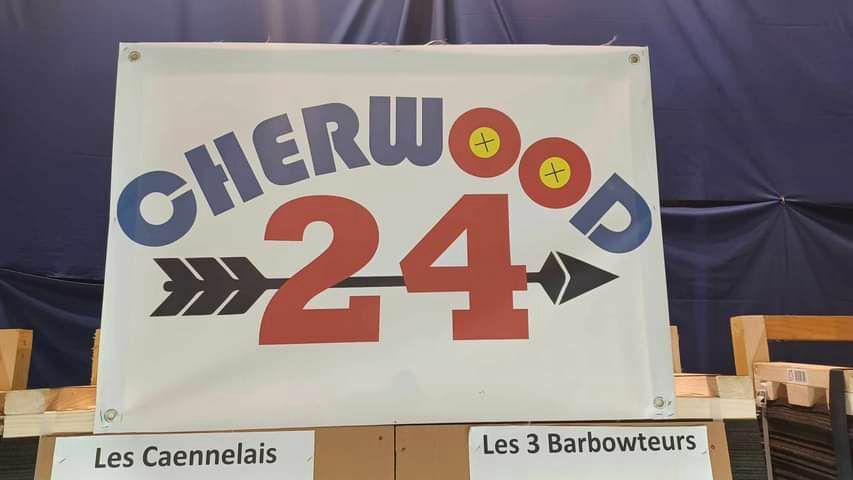 CHERWOOD
24
Les Caennelais
Les 3 Barbowteurs